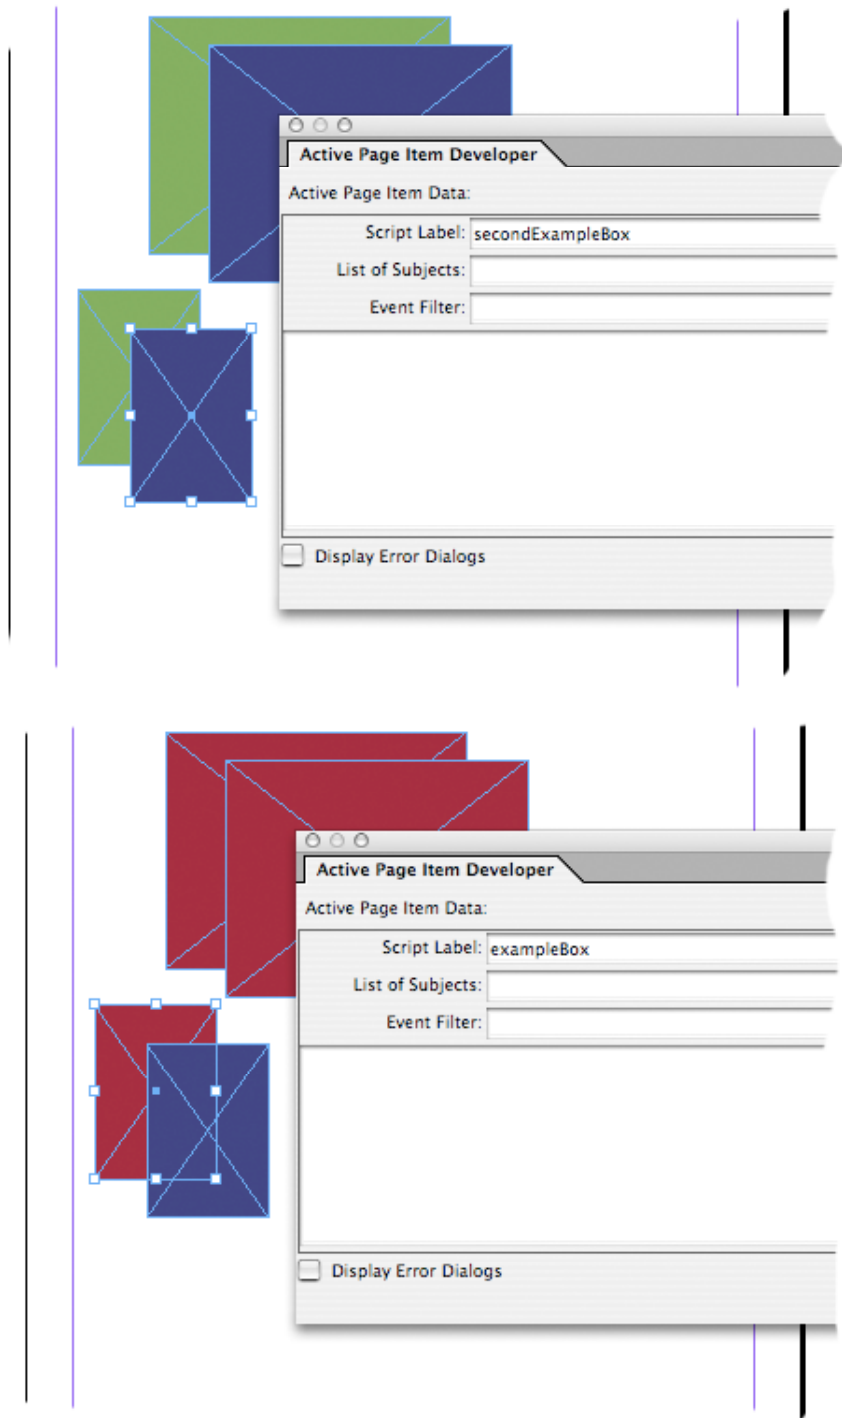 Active Page Item Developer
Active Page Item Data:
Script Label: secondExampleBox
List of Subjects:
Event Filter:
Display Error Dialogs
Active Page Item Developer
Active Page Item Data:
Script Label: exampleBox
List of Subjects:
Event Filter:
Display Error Dialogs